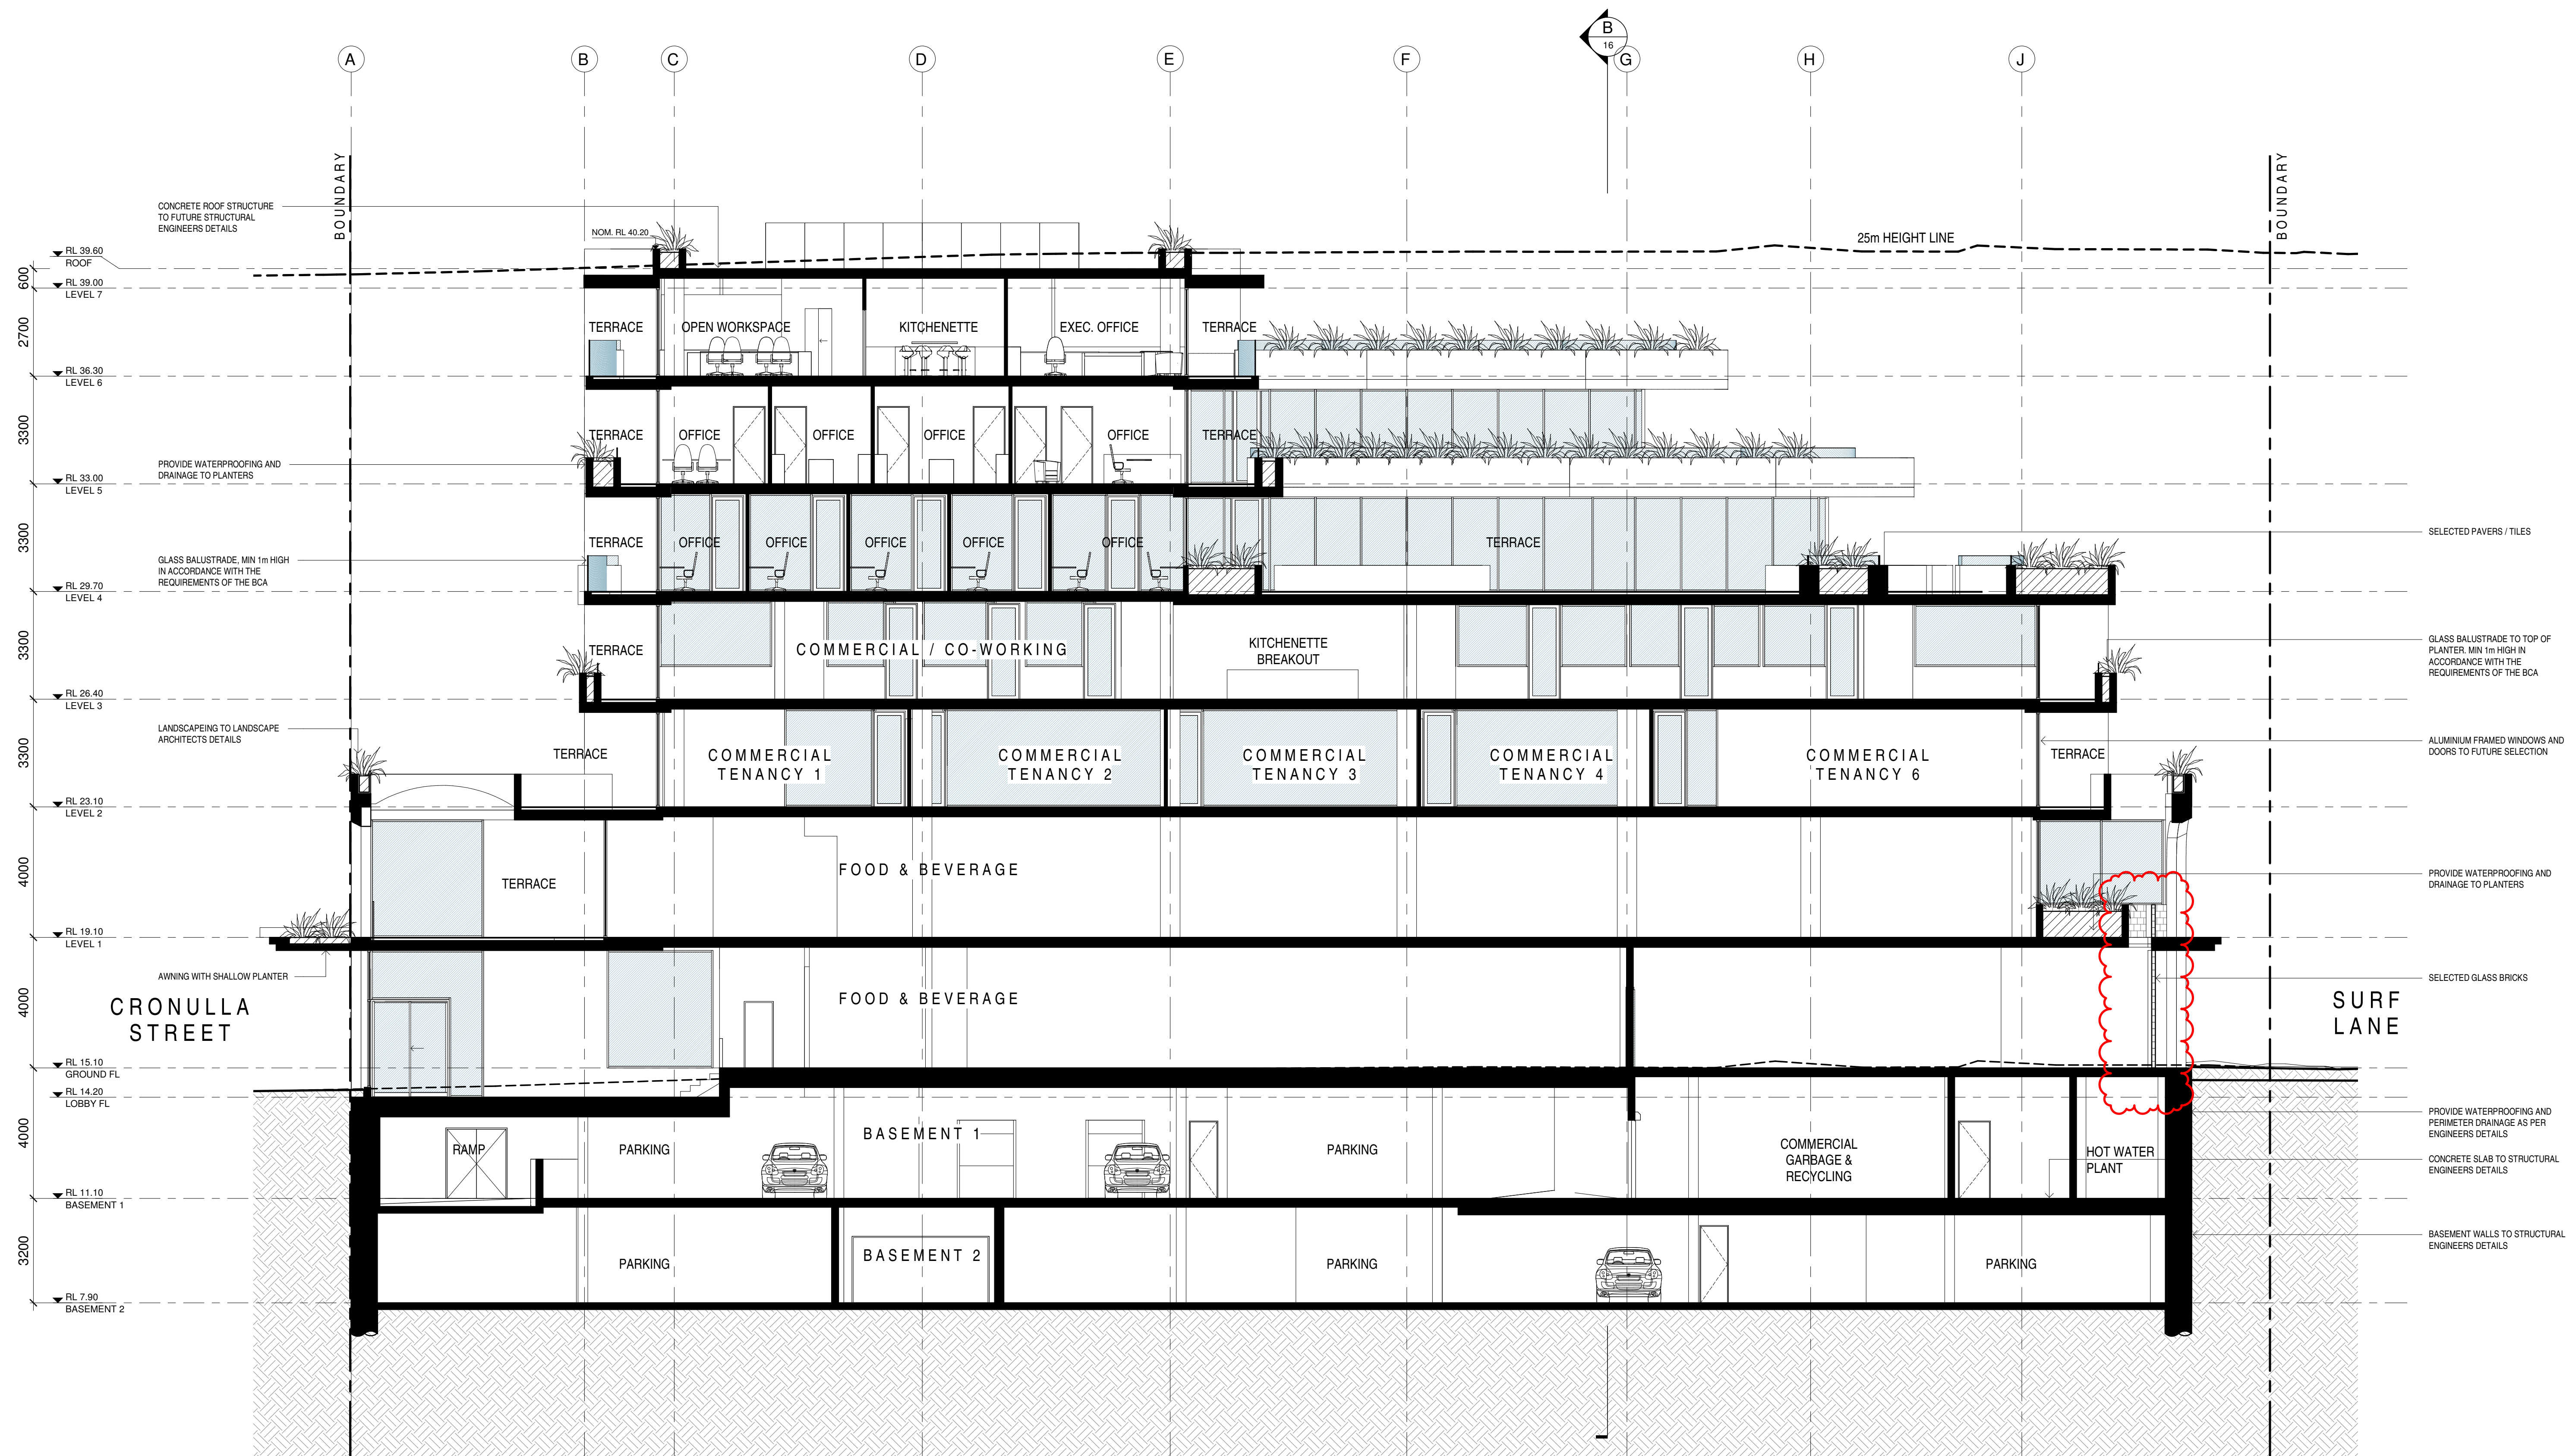 B
16
A
B
C
D
E
F
G
H
J
BOUNDARY
BOUNDARY
CONCRETE ROOF STRUCTURE
TO FUTURE STRUCTURAL
ENGINEERS DETAILS
NOM. RL 40.20
25m HEIGHT LINE
RL 39.60
ROOF
600
RL 39.00
LEVEL 7
2700
TERRACE
OPEN WORKSPACE
KITCHENETTE
EXEC. OFFICE
TERRACE
RL 36.30
LEVEL 6
3300
TERRACE
OFFICE
OFFICE
OFFICE
OFFICE
TERRACE
PROVIDE WATERPROOFING AND
DRAINAGE TO PLANTERS
RL 33.00
LEVEL 5
3300
TERRACE
OFFICE
OFFICE
OFFICE
OFFICE
OFFICE
TERRACE
SELECTED PAVERS / TILES
GLASS BALUSTRADE, MIN 1m HIGH
IN ACCORDANCE WITH THE
REQUIREMENTS OF THE BCA
RL 29.70
LEVEL 4
3300
TERRACE
COMMERCIAL / CO-WORKING
KITCHENETTE
BREAKOUT
GLASS BALUSTRADE TO TOP OF
PLANTER. MIN 1m HIGH IN
ACCORDANCE WITH THE
REQUIREMENTS OF THE BCA
RL 26.40
LEVEL 3
3300
LANDSCAPEING TO LANDSCAPE
ARCHITECTS DETAILS
TERRACE
COMMERCIAL
TENANCY 1
COMMERCIAL
TENANCY 2
COMMERCIAL
TENANCY 3
COMMERCIAL
TENANCY 4
COMMERCIAL
TENANCY 6
TERRACE
ALUMINIUM FRAMED WINDOWS AND
DOORS TO FUTURE SELECTION
RL 23.10
LEVEL 2
4000
TERRACE
FOOD & BEVERAGE
PROVIDE WATERPROOFING AND
DRAINAGE TO PLANTERS
RL 19.10
LEVEL 1
AWNING WITH SHALLOW PLANTER
4000
CRONULLA
STREET
FOOD & BEVERAGE
SELECTED GLASS BRICKS
SURF
LANE
RL 15.10
GROUND FL
RL 14.20
LOBBY FL
4000
RAMP
PARKING
BASEMENT 1
PARKING
COMMERCIAL
GARBAGE &
RECYCLING
HOT WATER
PLANT
PROVIDE WATERPROOFING AND
PERIMETER DRAINAGE AS PER
ENGINEERS DETAILS
CONCRETE SLAB TO STRUCTURAL
ENGINEERS DETAILS
RL 11.10
BASEMENT 1
3200
PARKING
BASEMENT 2
PARKING
PARKING
BASEMENT WALLS TO STRUCTURAL
ENGINEERS DETAILS
RL 7.90
BASEMENT 2